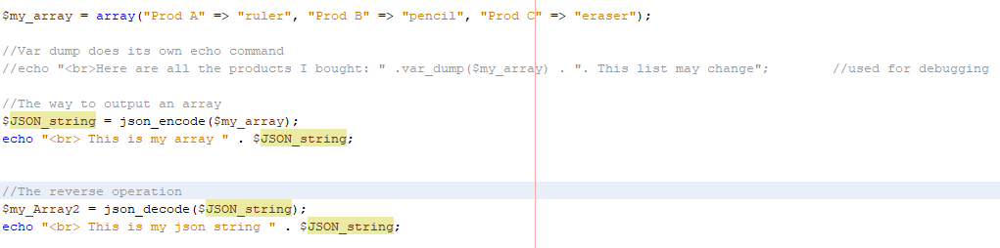 $my_array = array("Prod A" => "ruler", "Prod B" => "pencil", "Prod C" => "eraser");
//Var dump does its own echo command
//echo "<br>Here are all the products I bought: " .var_dump($my_array) . ". This list may change";        //used for debugging
//The way to output an array
$JSON_string = json_encode($my_array);
echo "<br> This is my array " . $JSON_string;
//The reverse operation
$my_Array2 = json_decode($JSON_string);
echo "<br> This is my json string " . $JSON_string;